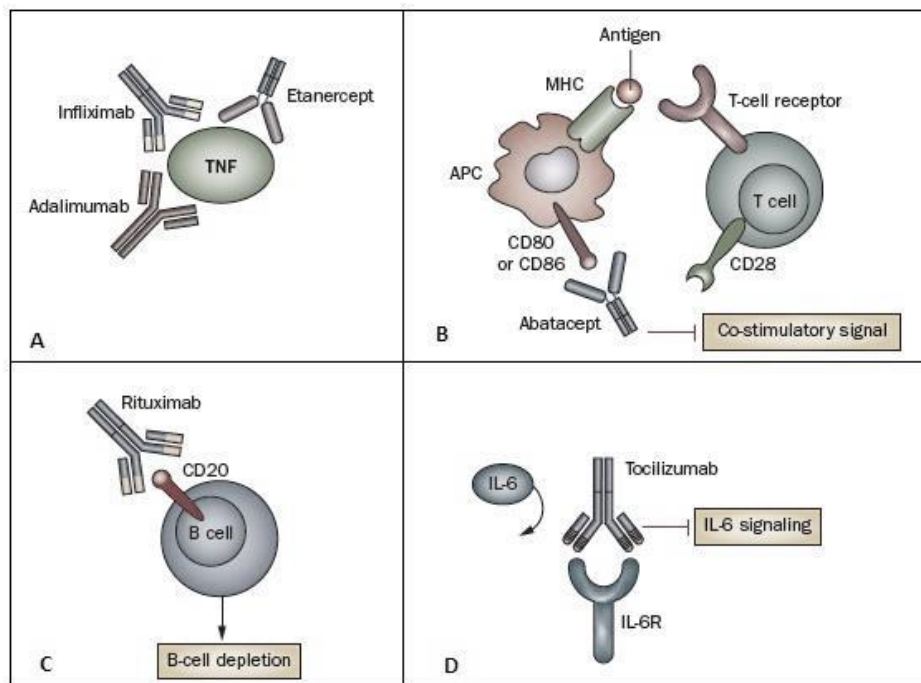 Infliximab
Etanercept
TNF
Adalimumab
A
Antigen
MHC
T-cell receptor
APC
T cell
CD80
or CD86
CD28
Abatacept
Co-stimulatory signal
B
Rituximab
CD20
B cell
B-cell depletion
C
Tocilizumab
IL-6
IL-6 signaling
IL-6R
D